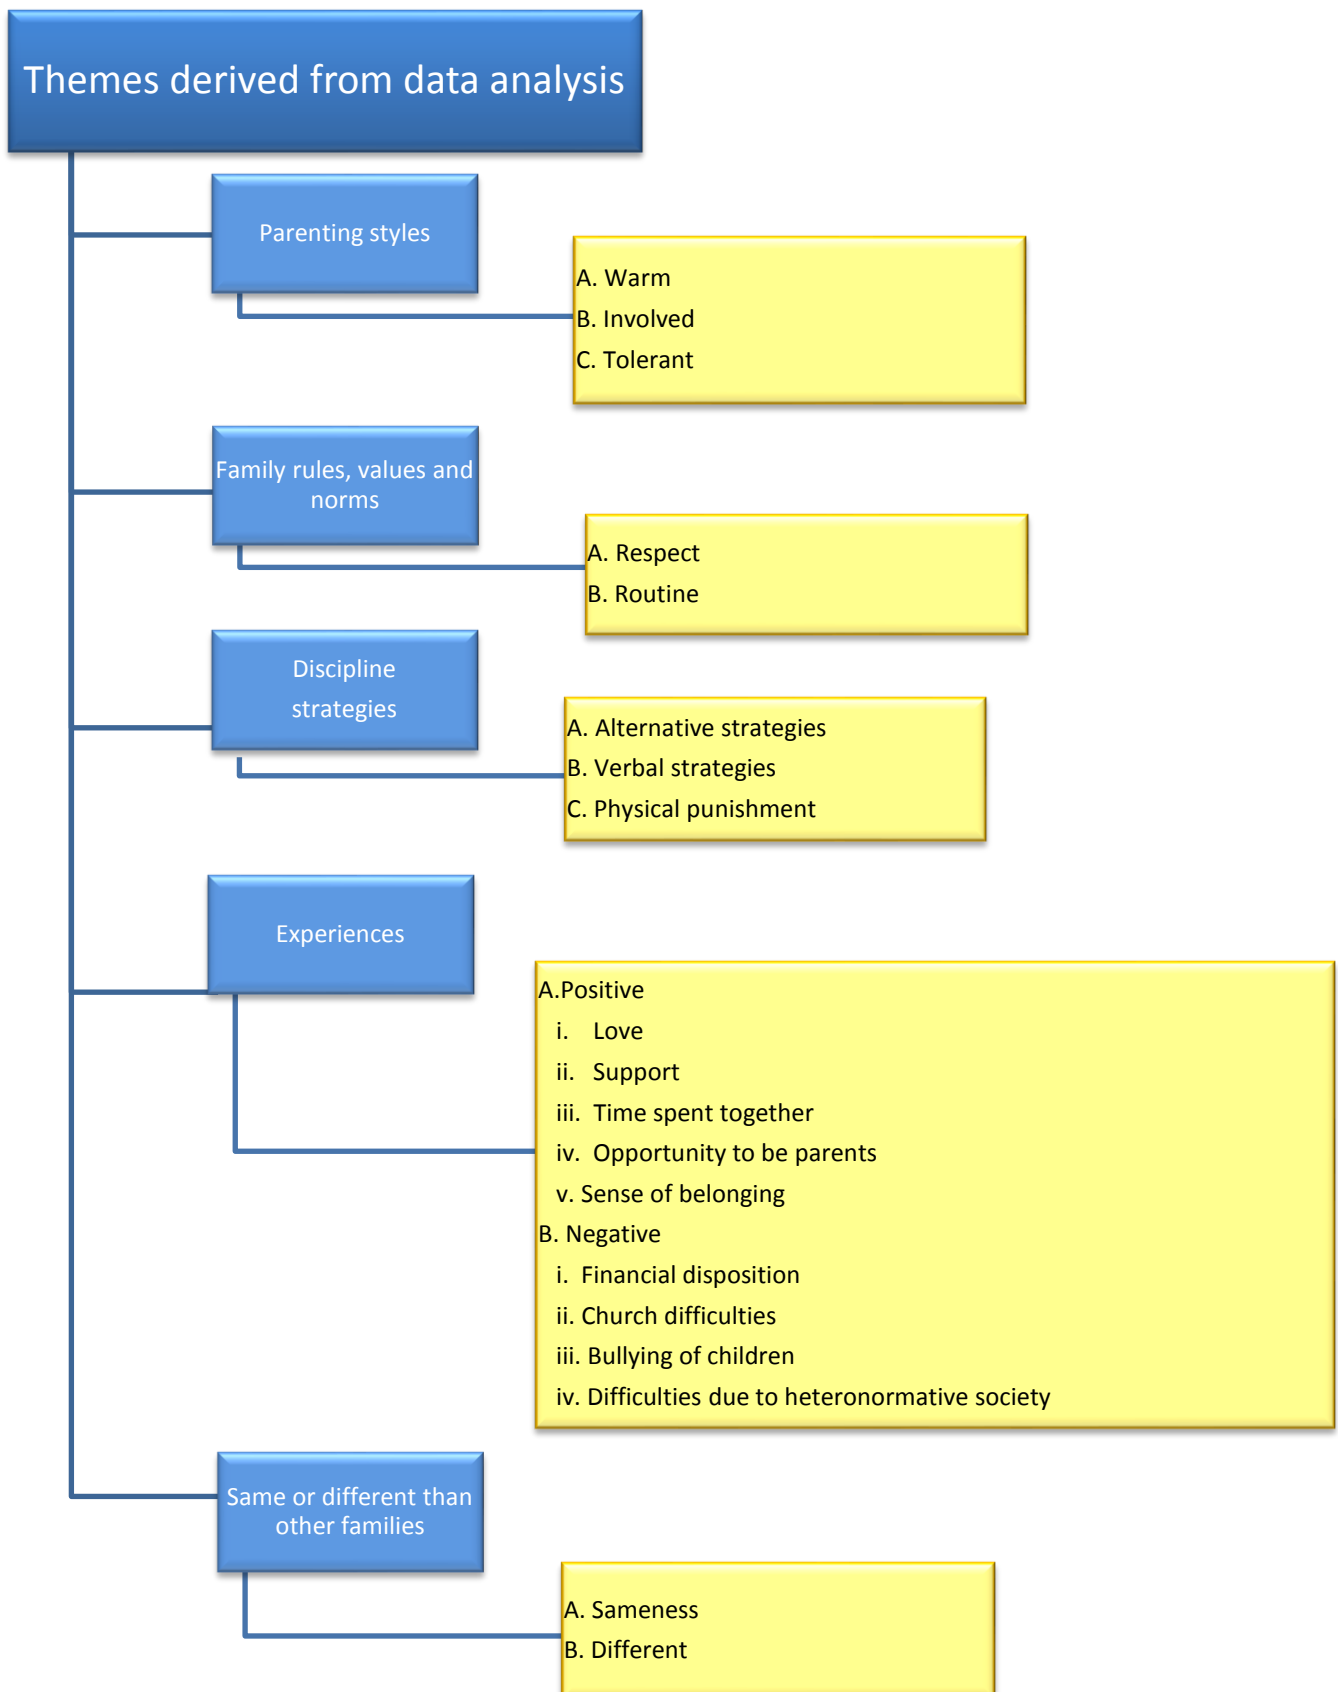 Themes derived from data analysis
Parenting styles
A. Warm
B. Involved
C. Tolerant
Family rules, values and
norms
A. Respect
B. Routine
Discipline
strategies
A. Alternative strategies
B. Verbal strategies
C. Physical punishment
Experiences
A.Positive
i. Love
ii. Support
iii. Time spent together
iv. Opportunity to be parents
v. Sense of belonging
B. Negative
i. Financial disposition
ii. Church difficulties
iii. Bullying of children
iv. Difficulties due to heteronormative society
Same or different than
other families
A. Sameness
B. Different